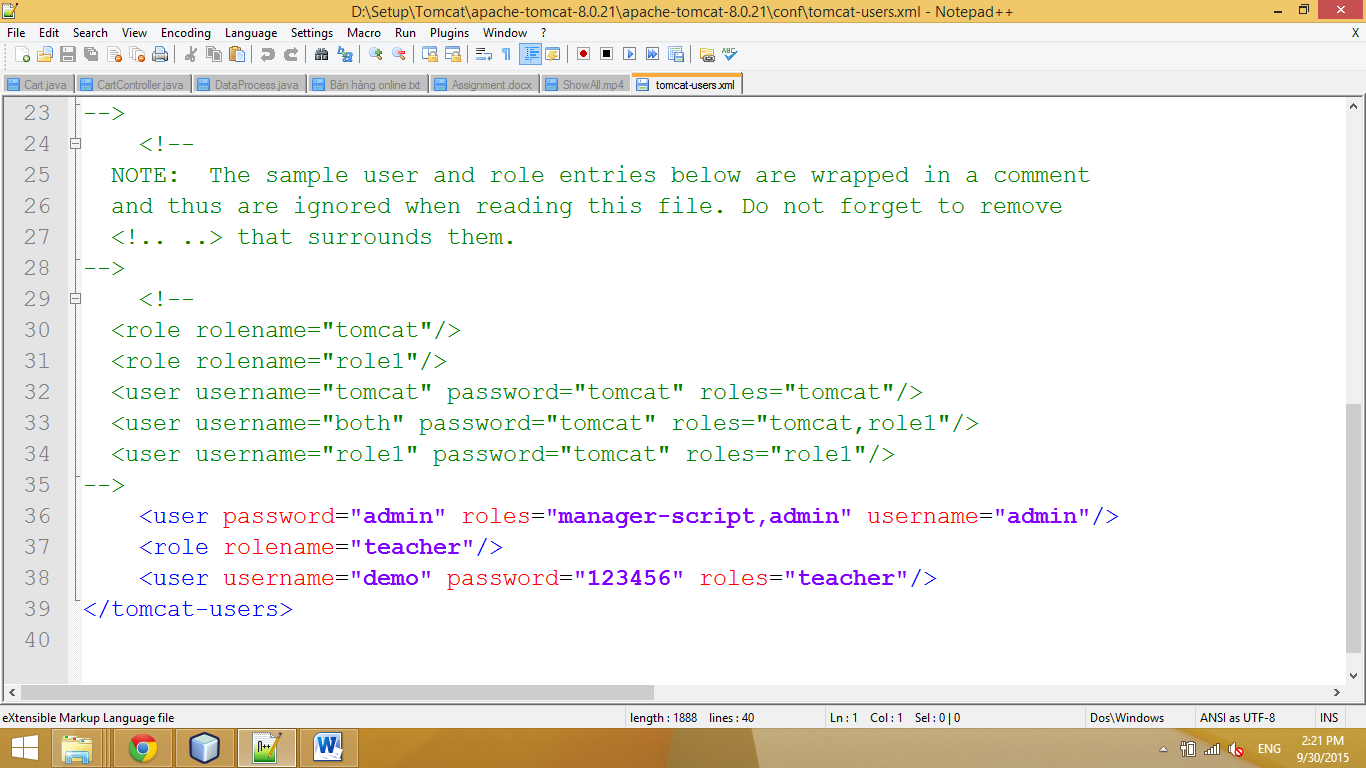 D:\Setup\Tomcat\apache-tomcat-8.0.21\apache-tomcat-8.0.21\conf\tomcat-users.xml - Notepad++
File Edit Search View Encoding Language Settings Macro Run Plugins Window ? X
Cart.java CartController.java DataProcess.java Bán hàng online.txt Assignment.docx ShowAll.mp4 tomcat-users.xml
23 -->
24 <!--
25 NOTE:  The sample user and role entries below are wrapped in a comment
26 and thus are ignored when reading this file. Do not forget to remove
27 <!.. ..> that surrounds them.
28 -->
29 <!--
30 <role rolename="tomcat"/>
31 <role rolename="role1"/>
32 <user username="tomcat" password="tomcat" roles="tomcat"/>
33 <user username="both" password="tomcat" roles="tomcat,role1"/>
34 <user username="role1" password="tomcat" roles="role1"/>
35 -->
36 <user password="admin" roles="manager-script,admin" username="admin"/>
37 <role rolename="teacher"/>
38 <user username="demo" password="123456" roles="teacher"/>
39 </tomcat-users>
40
eXtensible Markup Language file length : 1888 lines : 40 Ln : 1 Col : 1 Sel : 0 | 0 Dos\Windows ANSI as UTF-8 INS
ENG 2:21 PM
9/30/2015